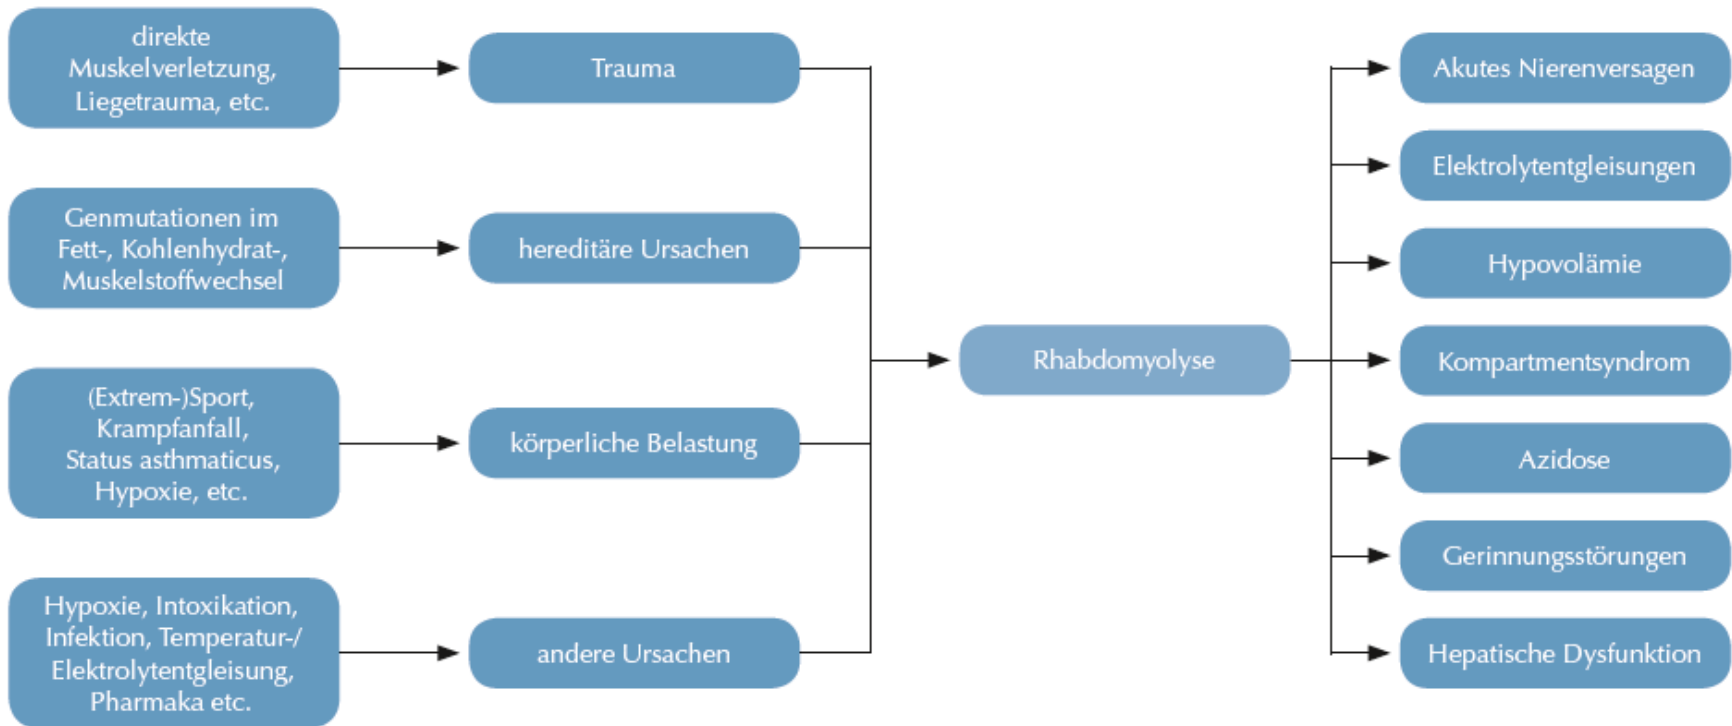 direkte
Muskelverletzung,
Liegetrauma, etc.
Trauma
Genmutationen im
Fett-, Kohlenhydrat-,
Muskelstoffwechsel
hereditäre Ursachen
(Extrem-)Sport,
Krampfanfall,
Status asthmaticus,
Hypoxie, etc.
körperliche Belastung
Hypoxie, Intoxikation,
Infektion, Temperatur-/
Elektrolytentgleisung,
Pharmaka etc.
andere Ursachen
Rhabdomyolyse
Akutes Nierenversagen
Elektrolytentgleisungen
Hypovolämie
Kompartmentsyndrom
Azidose
Gerinnungsstörungen
Hepatische Dysfunktion